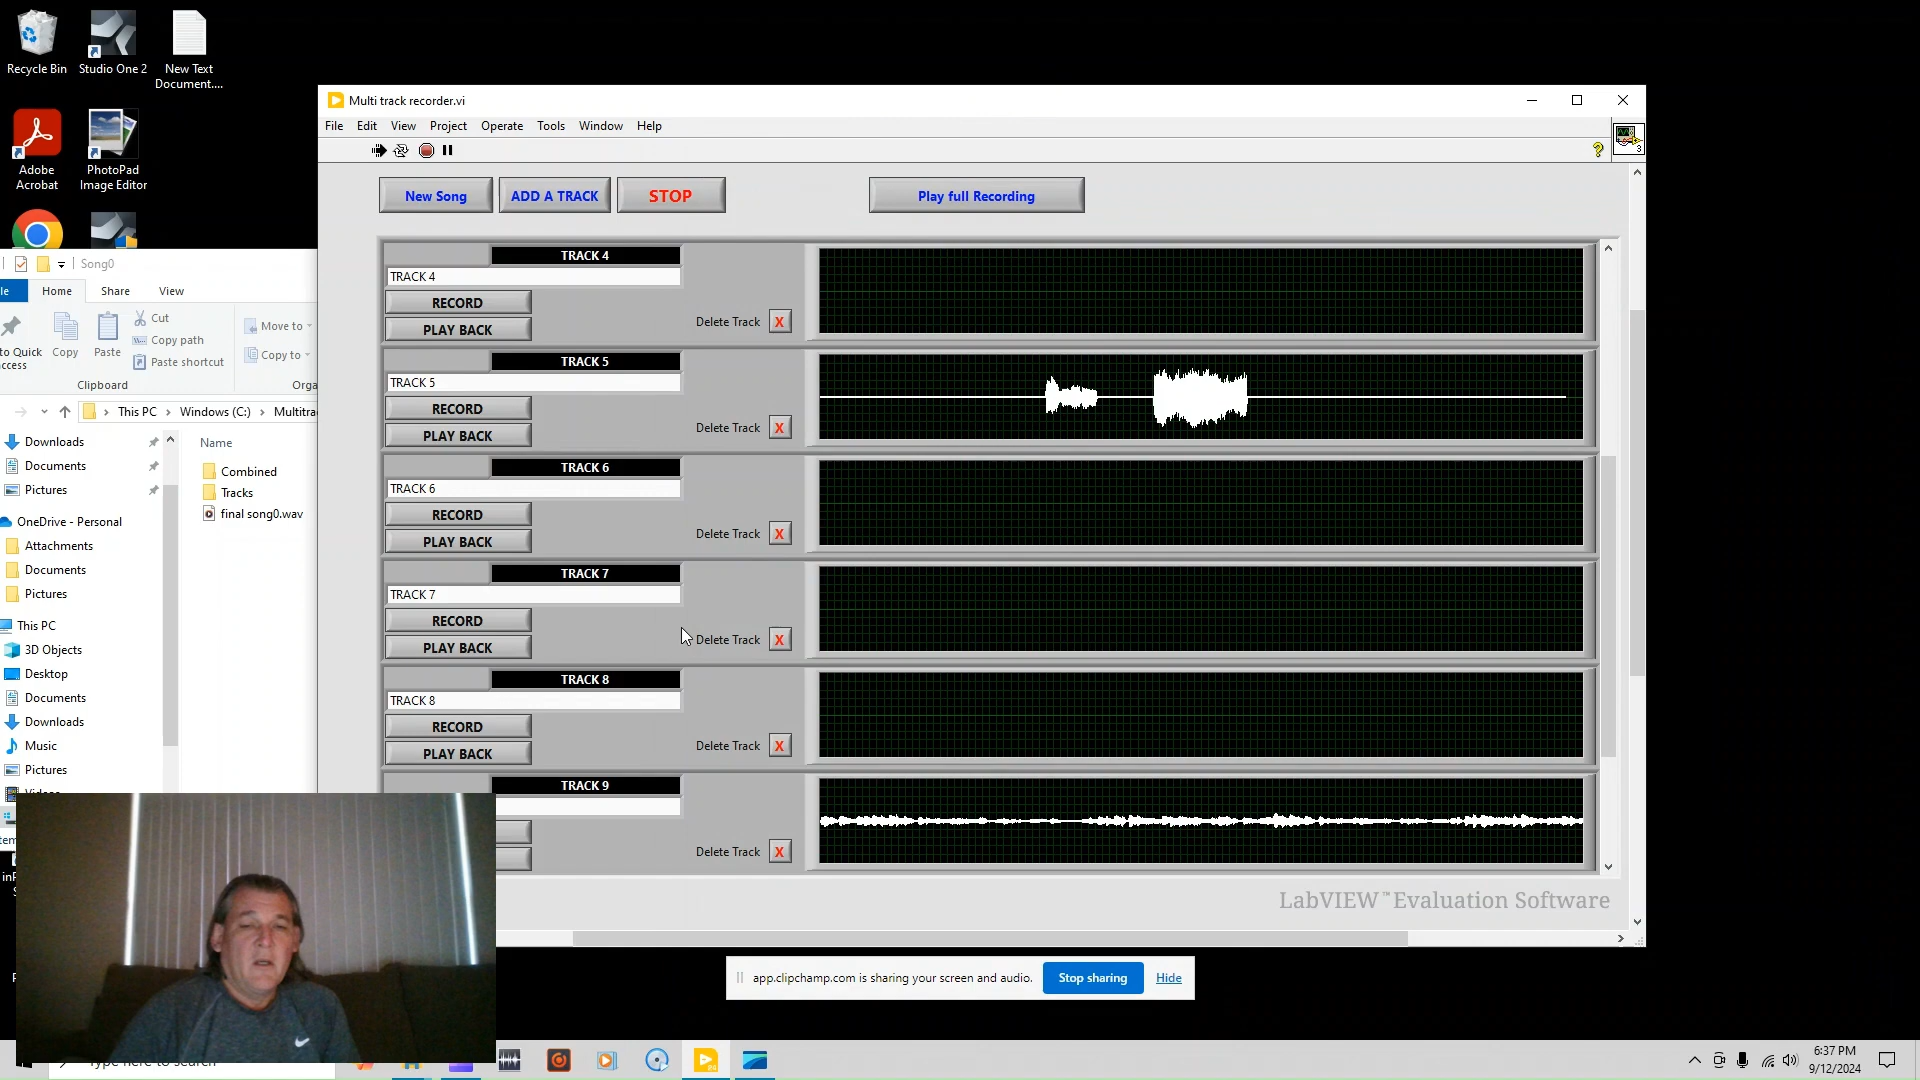 Recycle Bin
Studio One 2
New Text
Document....
Adobe
Acrobat
PhotoPad
Image Editor
Song0
Home
Share
View
Cut
Copy path
Paste shortcut
Copy
Paste
Move to
Copy to
to Quick
Clipboard
This PC
Windows (C:)
Name
Downloads
Documents
Pictures
OneDrive - Personal
Attachments
Documents
Pictures
This PC
3D Objects
Desktop
Documents
Downloads
Music
Pictures
Combined
Tracks
final song0.wav
Multi track recorder.vi
File Edit View Project Operate Tools Window Help
3
New Song
ADD A TRACK
STOP
Play full Recording
TRACK 4
TRACK 4
RECORD
PLAY BACK
Delete Track X
TRACK 5
TRACK 5
RECORD
PLAY BACK
Delete Track X
TRACK 6
TRACK 6
RECORD
PLAY BACK
Delete Track X
TRACK 7
TRACK 7
RECORD
PLAY BACK
Delete Track X
TRACK 8
TRACK 8
RECORD
PLAY BACK
Delete Track X
TRACK 9
Delete Track X
LabVIEW™ Evaluation Software
app.clipchamp.com is sharing your screen and audio.
Stop sharing
Hide
6:37 PM
9/12/2024